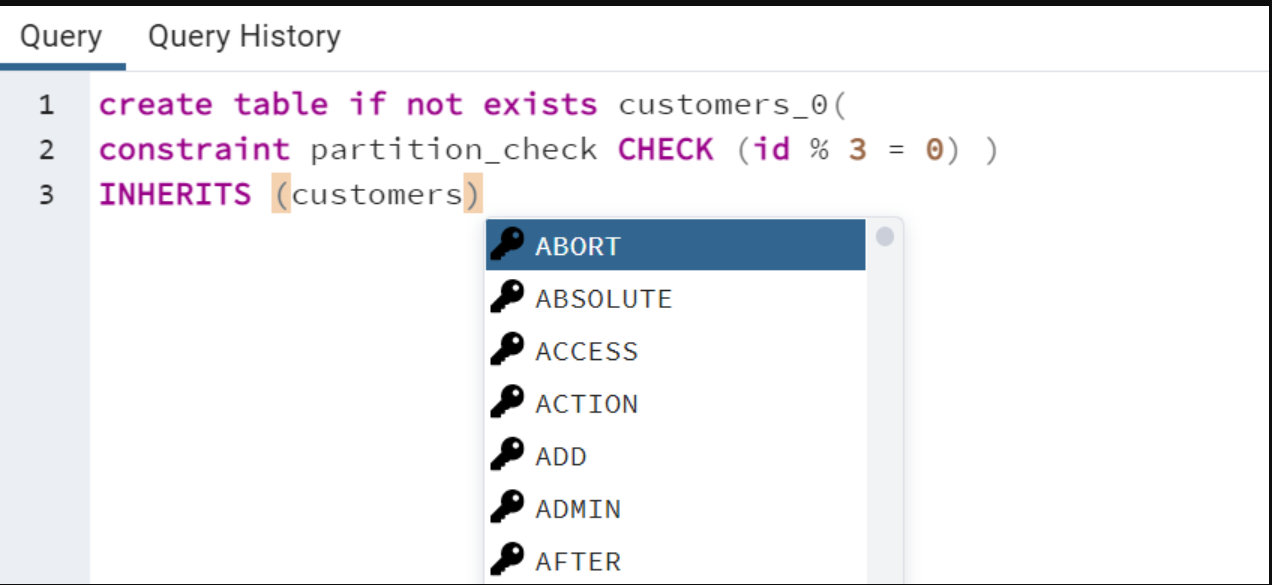 Query Query History
1 create table if not exists customers_0(
2 constraint partition_check CHECK (id % 3 = 0) )
3 INHERITS (customers)
ABORT
ABSOLUTE
ACCESS
ACTION
ADD
ADMIN
AFTER